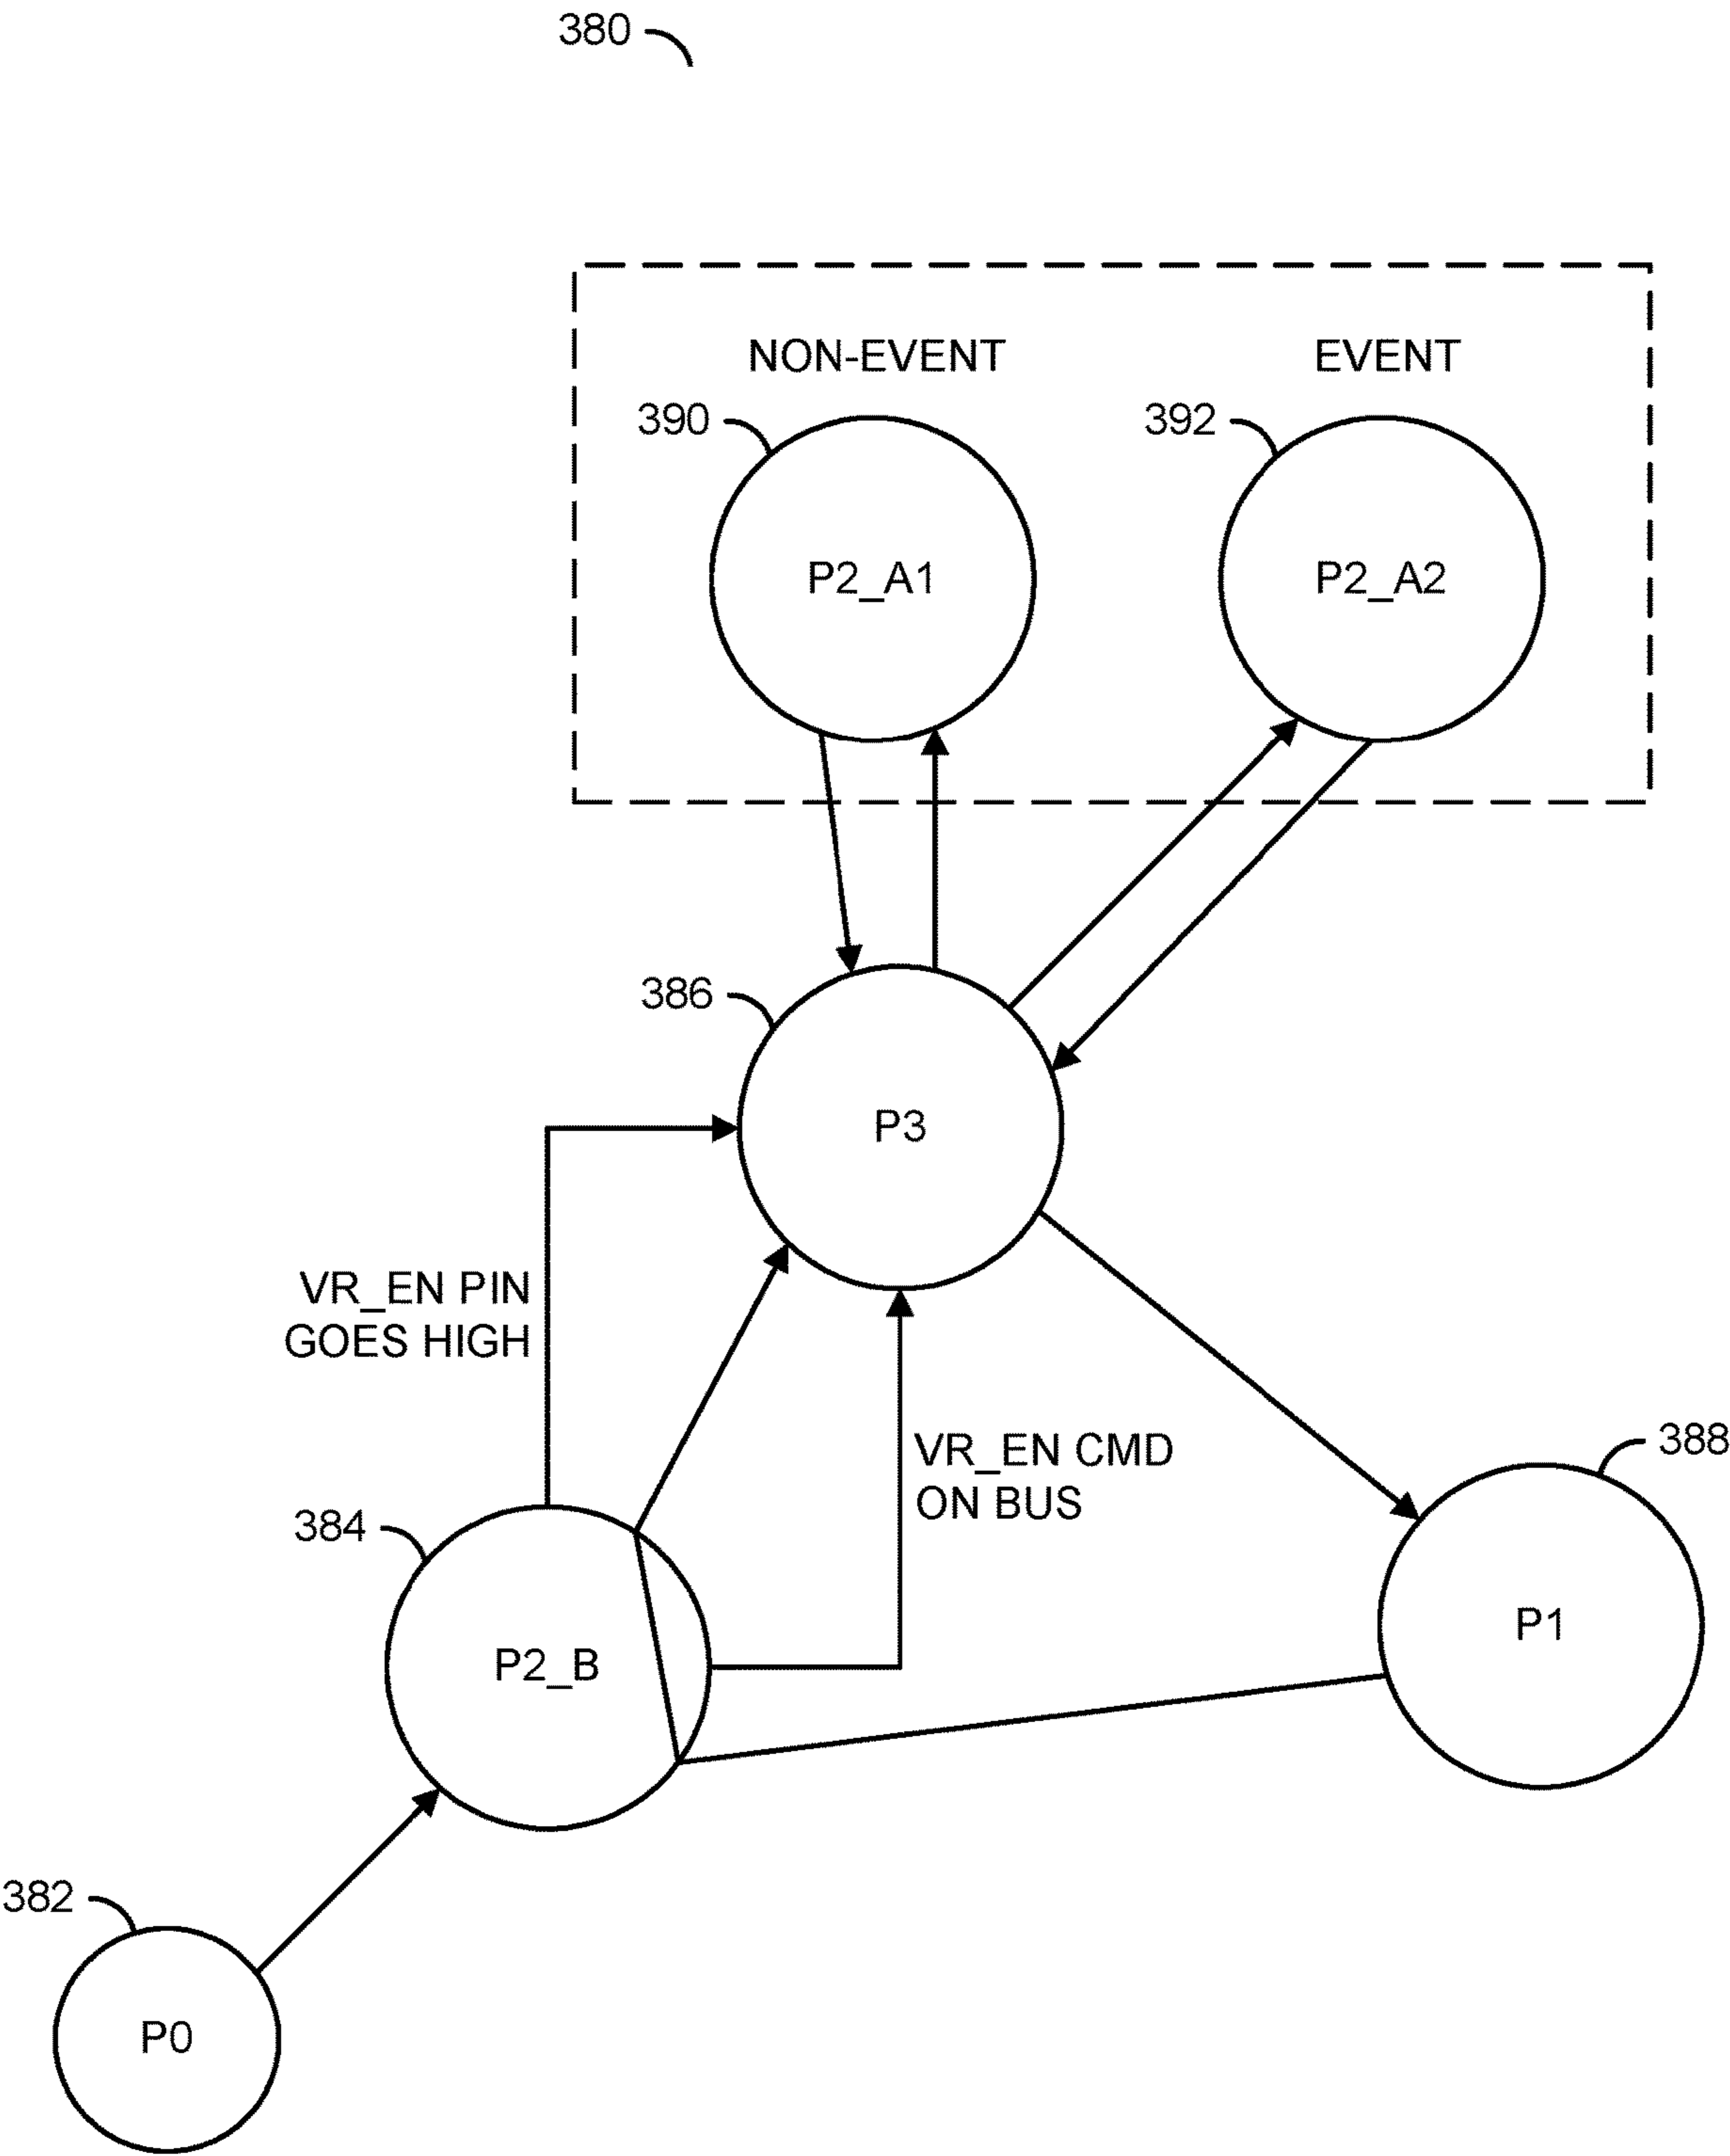 380
NON-EVENT
EVENT
390
392
P2_A1
P2_A2
386
P3
VR_EN PIN
GOES HIGH
VR_EN CMD
ON BUS
388
384
P1
P2_B
382
P0